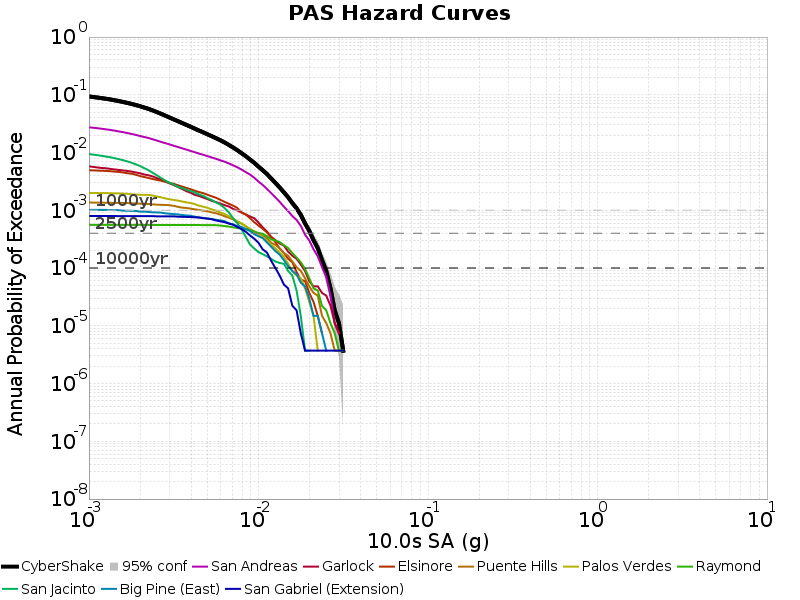 PAS Hazard Curves
Annual Probability of Exceedance
10^0
10^-1
10^-2
10^-3
10^-4
10^-5
10^-6
10^-7
10^-8
1000yr
2500yr
10000yr
10^-3 10^-2 10^-1 10^0 10^1
10.0s SA (g)
CyberShake 95% conf San Andreas Garlock Elsinore Puente Hills Palos Verdes Raymond
San Jacinto Big Pine (East) San Gabriel (Extension)